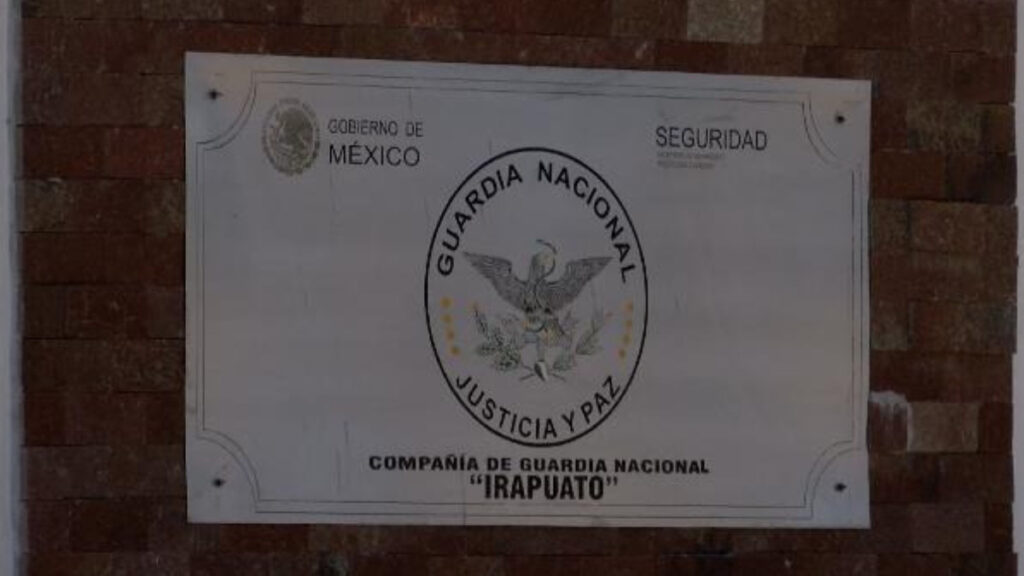 GOBIERNO DE
MÉXICO
SEGURIDAD
GUARDIA NACIONAL
JUSTICIA Y PAZ
COMPAÑÍA DE GUARDIA NACIONAL
"IRAPUATO"